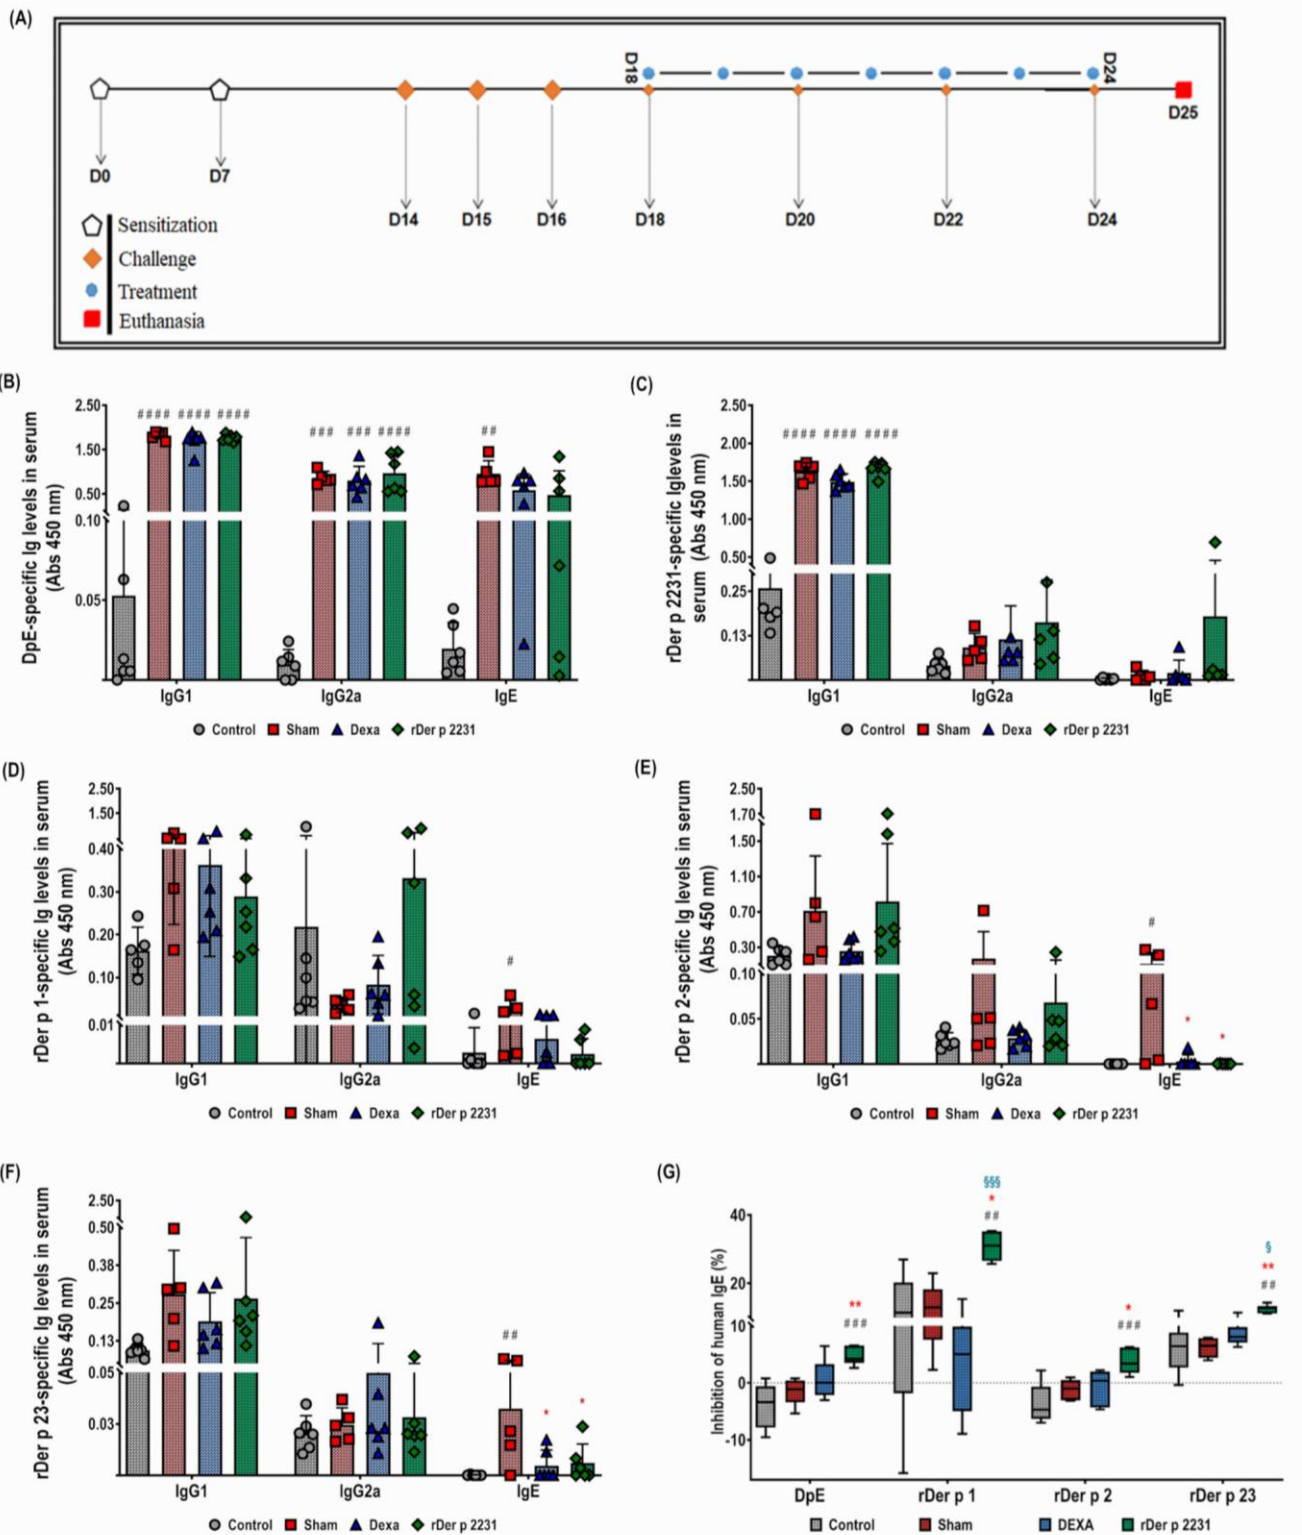 (A)
D18
D24
D25
D0
D7
D14
D15
D16
D18
D20
D22
D24
Sensitization
Challenge
Treatment
Euthanasia
(B)
DpE-specific Ig levels in serum
(Abs 450 nm)
2.50
1.50
0.50
0.10
0.05
####
####
####
###
###
####
##
IgG1
IgG2a
IgE
Control
Sham
Dexa
rDer p 2231
(C)
rDer p 2231-specific Iglevels in
serum (Abs 450 nm)
2.50
2.00
1.50
1.00
0.50
0.25
0.13
####
####
####
IgG1
IgG2a
IgE
Control
Sham
Dexa
rDer p 2231
(D)
rDer p 1-specific Ig levels in serum
(Abs 450 nm)
2.50
1.50
0.40
0.30
0.20
0.10
0.01
#
IgG1
IgG2a
IgE
Control
Sham
Dexa
rDer p 2231
(E)
rDer p 2-specific Ig levels in serum
(Abs 450 nm)
2.50
1.70
1.50
1.10
0.70
0.30
0.10
0.05
#
*
*
IgG1
IgG2a
IgE
Control
Sham
Dexa
rDer p 2231
(F)
rDer p 23-specific Ig levels in serum
(Abs 450 nm)
2.50
0.50
0.38
0.25
0.13
0.05
0.03
##
*
*
IgG1
IgG2a
IgE
Control
Sham
Dexa
rDer p 2231
(G)
Inhibition of human IgE (%)
40
20
10
0
-10
**
###
§§§
*
##
*
###
§
**
##
DpE
rDer p 1
rDer p 2
rDer p 23
Control
Sham
DEXA
rDer p 2231